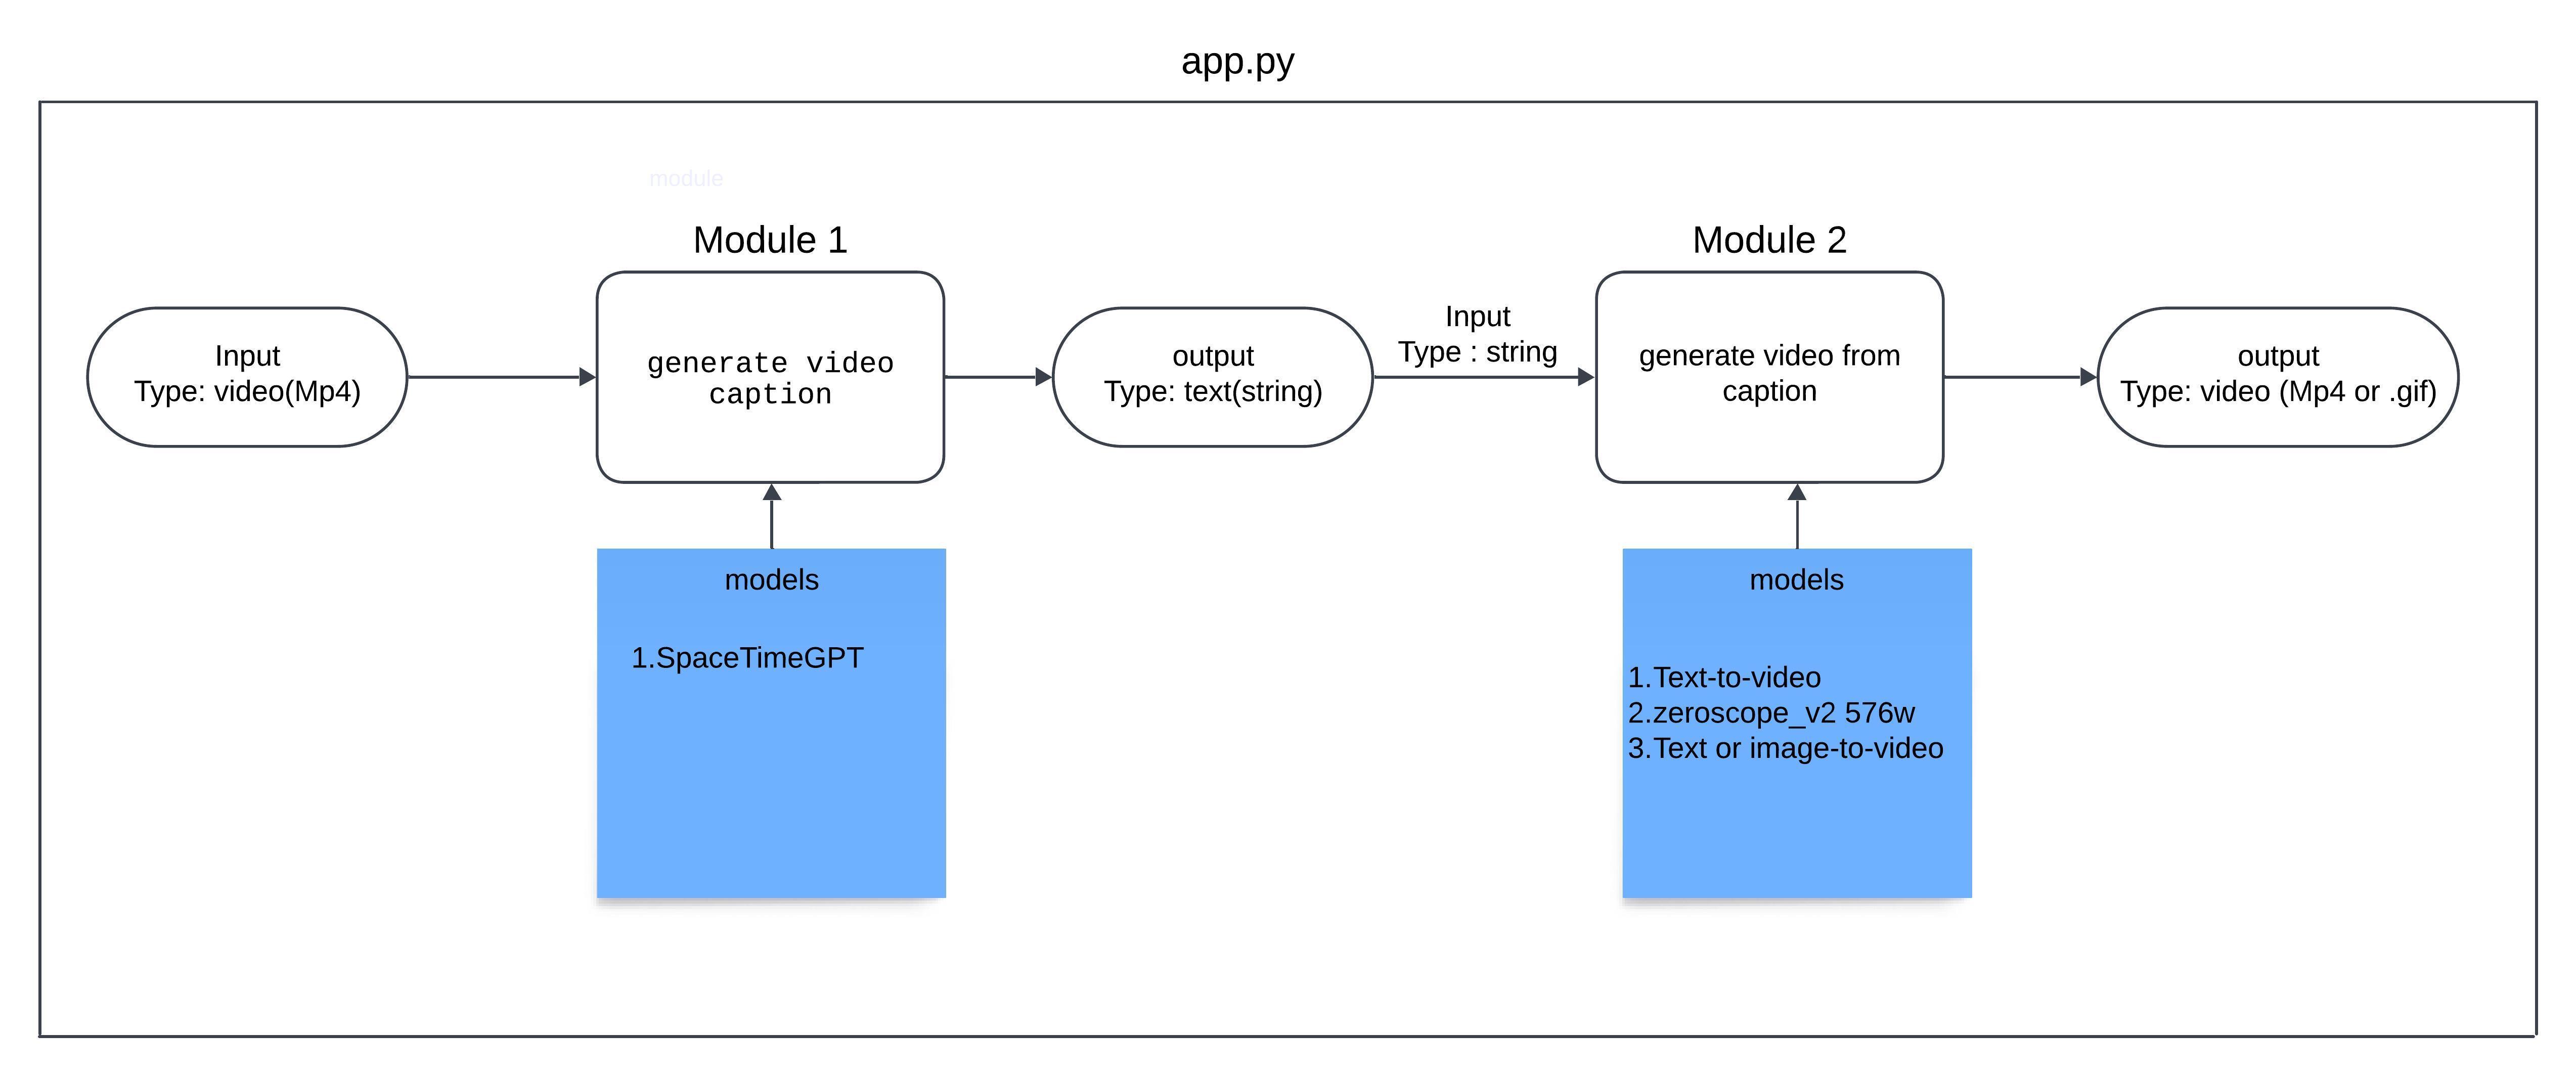 app.py
module
Module 1
Module 2
Input
Type: video(Mp4)
generate video
caption
output
Type: text(string)
Input
Type : string
generate video from
caption
output
Type: video (Mp4 or .gif)
models
1.SpaceTimeGPT
models
1.Text-to-video
2.zeroscope_v2 576w
3.Text or image-to-video